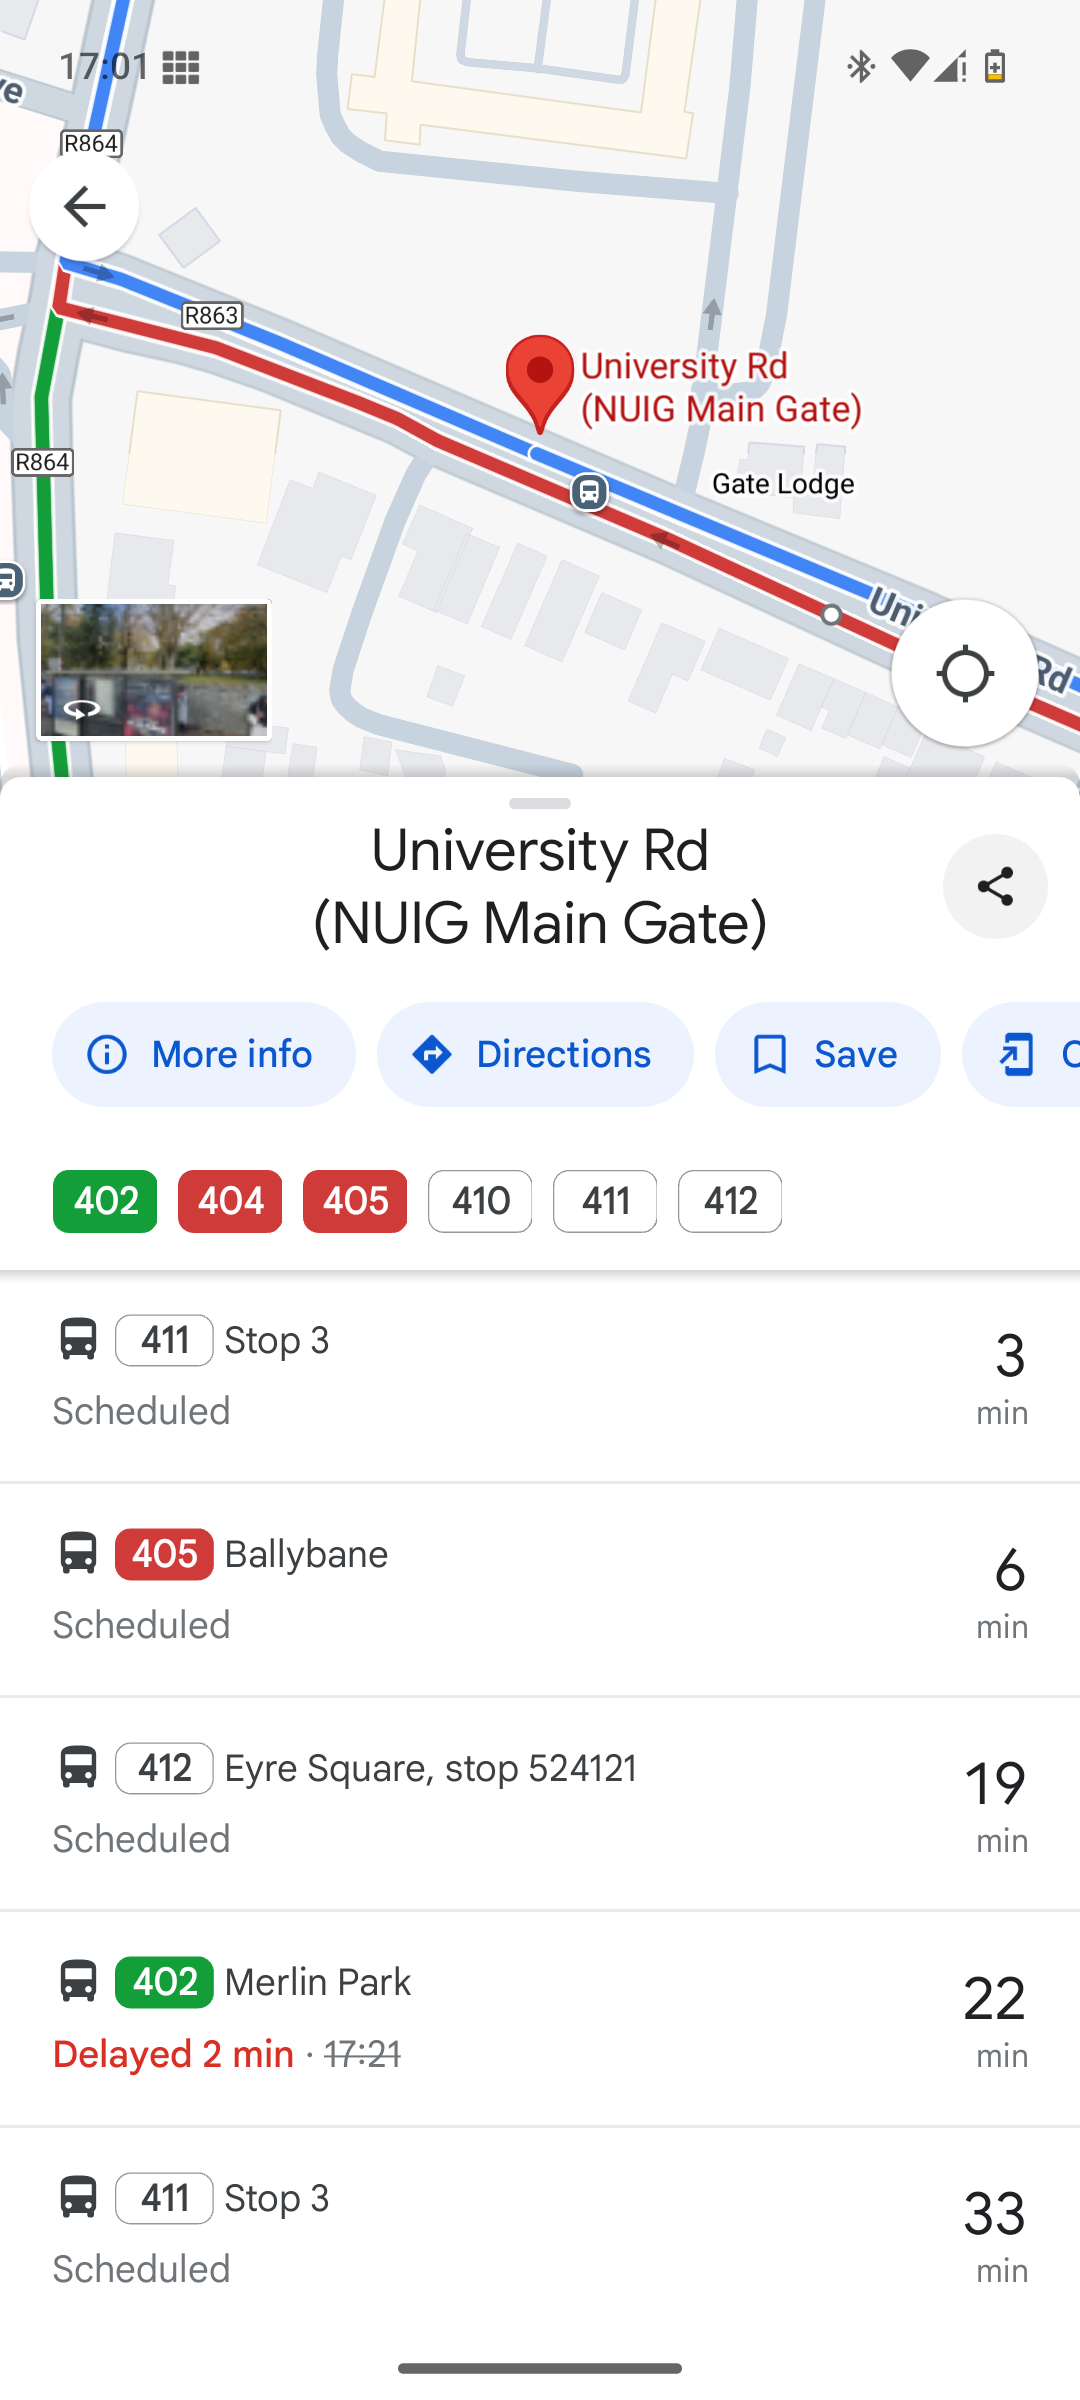 17:01
R864
R863
University Rd
(NUIG Main Gate)
R864
Gate Lodge
Rd
University Rd
(NUIG Main Gate)
More info
Directions
Save
402
404
405
410
411
412
411 Stop 3
3
Scheduled
min
405 Ballybane
6
Scheduled
min
412 Eyre Square, stop 524121
19
Scheduled
min
402 Merlin Park
22
Delayed 2 min · 17:21
min
411 Stop 3
33
Scheduled
min